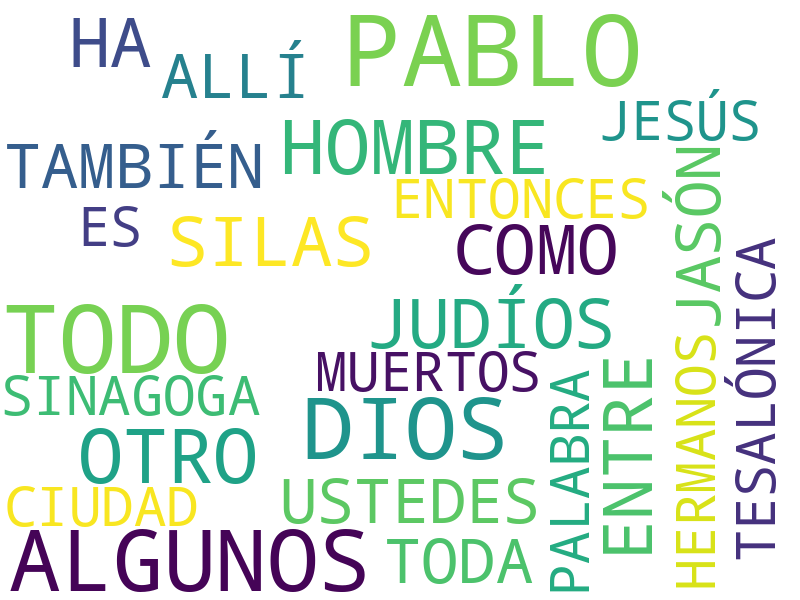 HA
ALLÍ
PABLO
JESÚS
TAMBIÉN
HOMBRE
ES
SILAS
ENTONCES
COMO
JASÓN
TODO
JUDÍOS
TESALÓNICA
SINAGOGA
MUERTOS
OTRO
DIOS
PALABRA
ENTRE
HERMANOS
CIUDAD
USTEDES
ALGUNOS
TODA